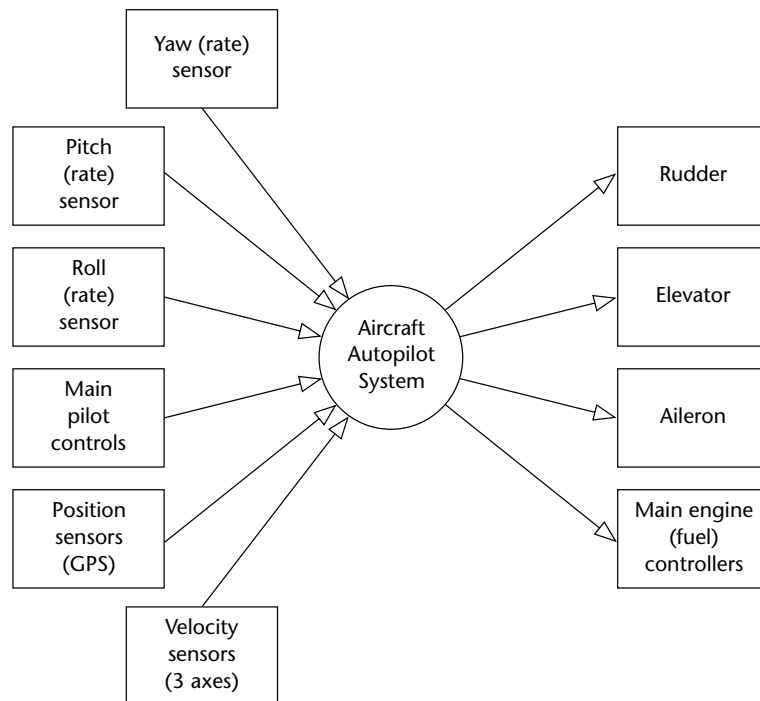 Yaw (rate)
sensor
Pitch
(rate)
sensor
Roll
(rate)
sensor
Main
pilot
controls
Position
sensors
(GPS)
Velocity
sensors
(3 axes)
Aircraft
Autopilot
System
Rudder
Elevator
Aileron
Main engine
(fuel)
controllers